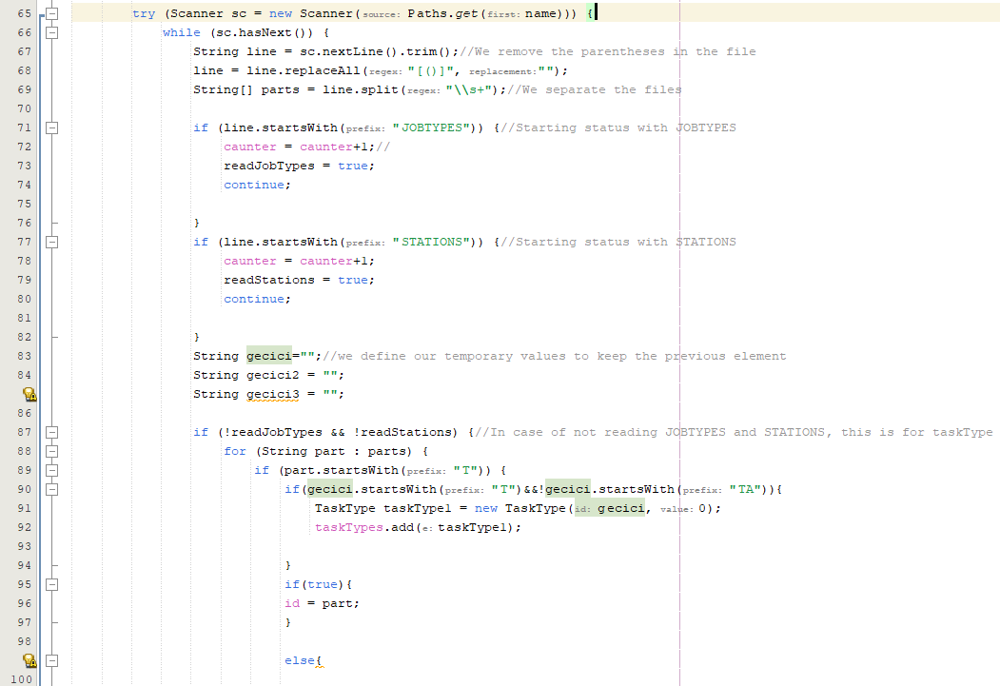 65 try (Scanner sc = new Scanner(source: Paths.get(first: name))) {
66 while (sc.hasNext()) {
67 String line = sc.nextLine().trim();//We remove the parentheses in the file
68 line = line.replaceAll(regex: "[()]", replacement: "");
69 String[] parts = line.split(regex: "\\s+");//We separate the files
70
71 if (line.startsWith(prefix: "JOBTYPES")) {//Starting status with JOBTYPES
72 caunter = caunter+1;//
73 readJobTypes = true;
74 continue;
75
76 }
77 if (line.startsWith(prefix: "STATIONS")) {//Starting status with STATIONS
78 caunter = caunter+1;
79 readStations = true;
80 continue;
81
82 }
83 String gecici="";//we define our temporary values to keep the previous element
84 String gecici2 = "";
String gecici3 = "";
86
87 if (!readJobTypes && !readStations) {//In case of not reading JOBTYPES and STATIONS, this is for taskType
88 for (String part : parts) {
89 if (part.startsWith(prefix: "T")) {
90 if(gecici.startsWith(prefix: "T")&&!gecici.startsWith(prefix: "TA")){
91 TaskType taskType1 = new TaskType(id: gecici, value: 0);
92 taskTypes.add(e: taskType1);
93
94 }
95 if(true){
96 id = part;
97 }
98
else{
100